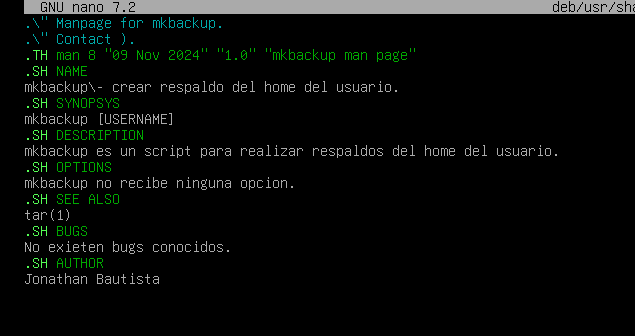 GNU nano 7.2 deb/usr/sha
.\" Manpage for mkbackup.
.\" Contact ).
.TH man 8 "09 Nov 2024" "1.0" "mkbackup man page"
.SH NAME
mkbackup\- crear respaldo del home del usuario.
.SH SYNOPSYS
mkbackup [USERNAME]
.SH DESCRIPTION
mkbackup es un script para realizar respaldos del home del usuario.
.SH OPTIONS
mkbackup no recibe ninguna opcion.
.SH SEE ALSO
tar(1)
.SH BUGS
No exieten bugs conocidos.
.SH AUTHOR
Jonathan Bautista